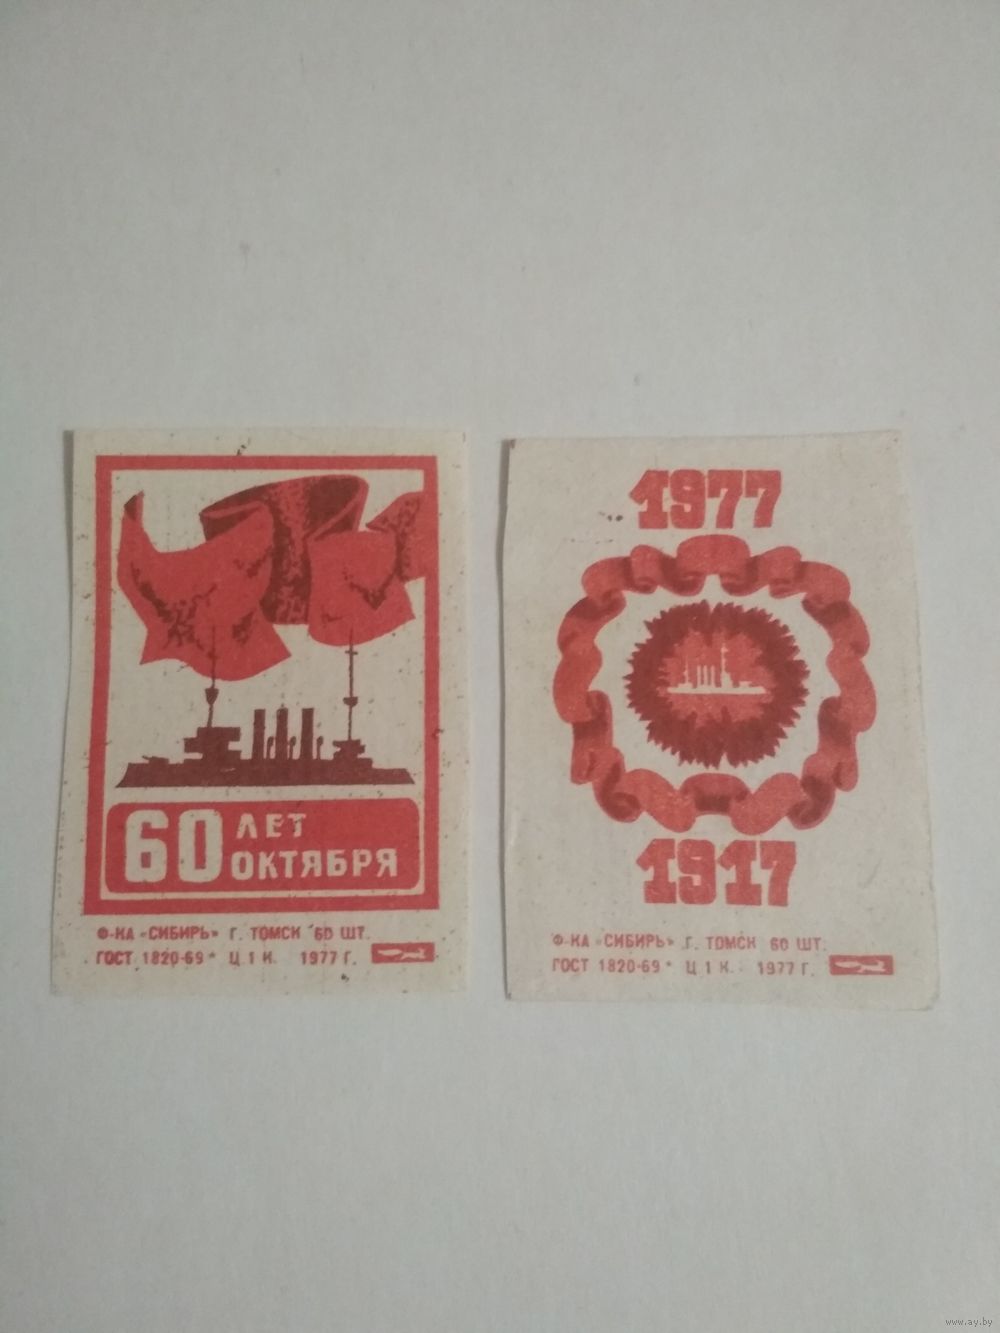 60 ЛЕТ
ОКТЯБРЯ
Ф-КА «СИБИРЬ» Г. ТОМСК 60 ШТ.
ГОСТ 1820-69* Ц. 1 К. 1977 Г.
1977
1917
Ф-КА «СИБИРЬ» Г. ТОМСК 60 ШТ.
ГОСТ 1820-69* Ц. 1 К. 1977 Г.
www.ay.by